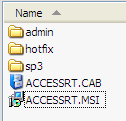 Name
admin
hotfix
sp3
ACCESSRT.CAB
ACCESSRT.MSI